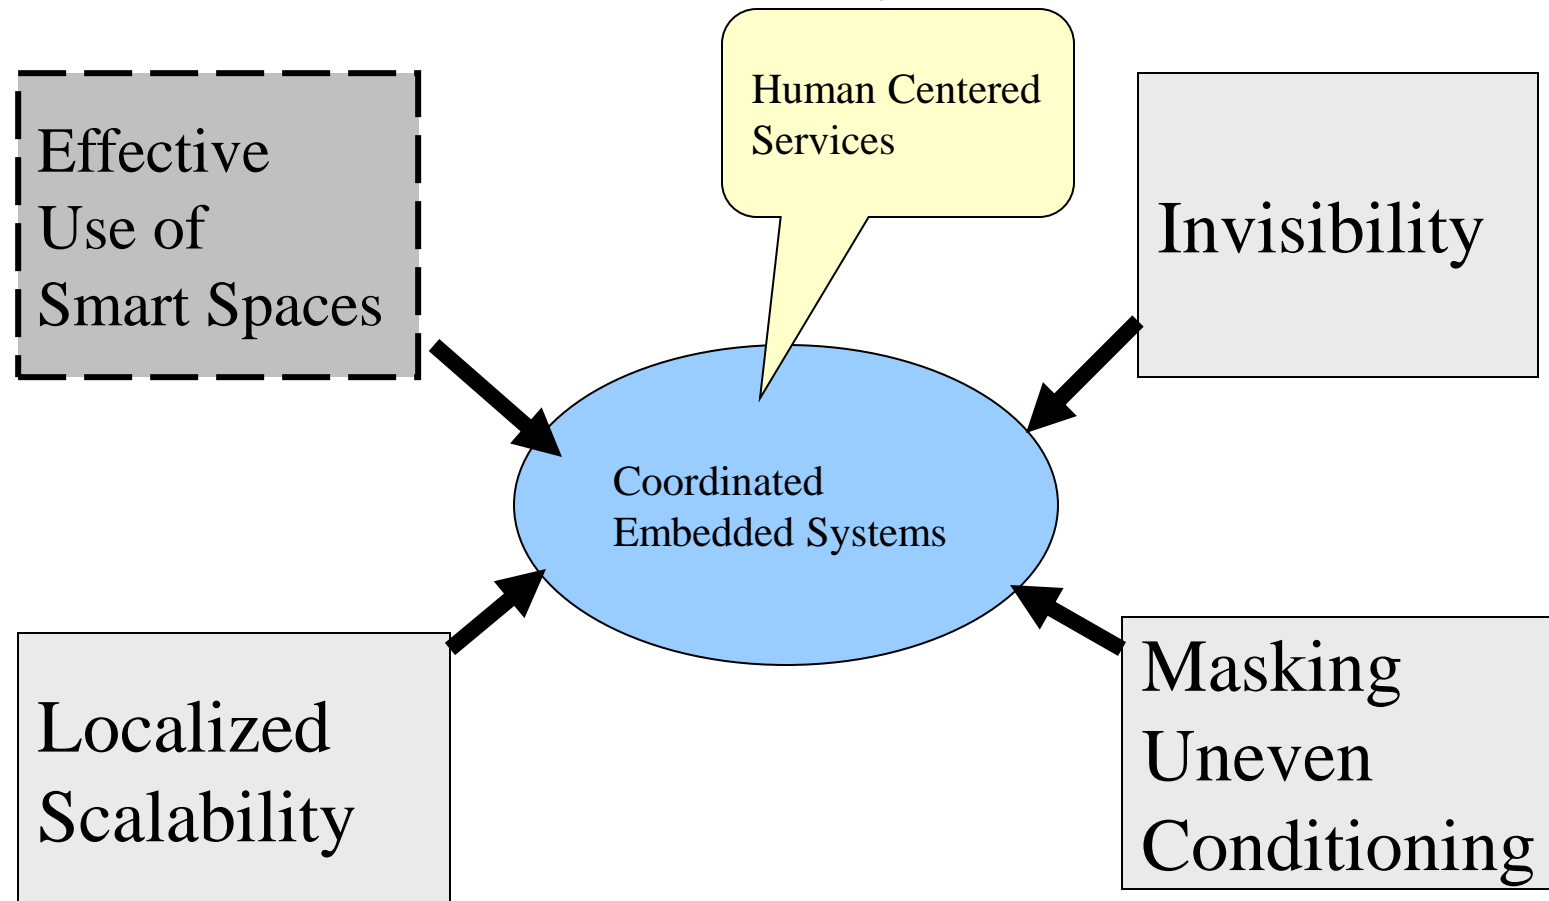 Effective
Use of
Smart Spaces
Human Centered
Services
Invisibility
Coordinated
Embedded Systems
Localized
Scalability
Masking
Uneven
Conditioning